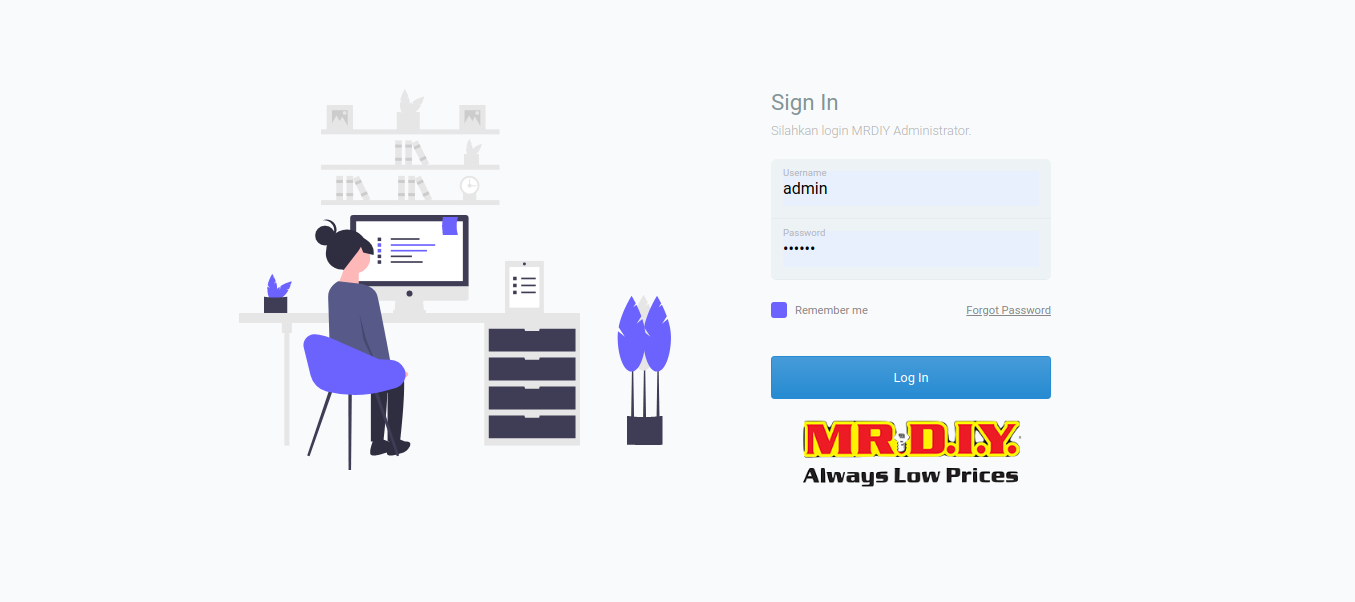 Sign In
Silahkan login MRDIY Administrator.
Username
admin
Password
••••••
Remember me
Forgot Password
Log In
MR.D.I.Y.
Always Low Prices